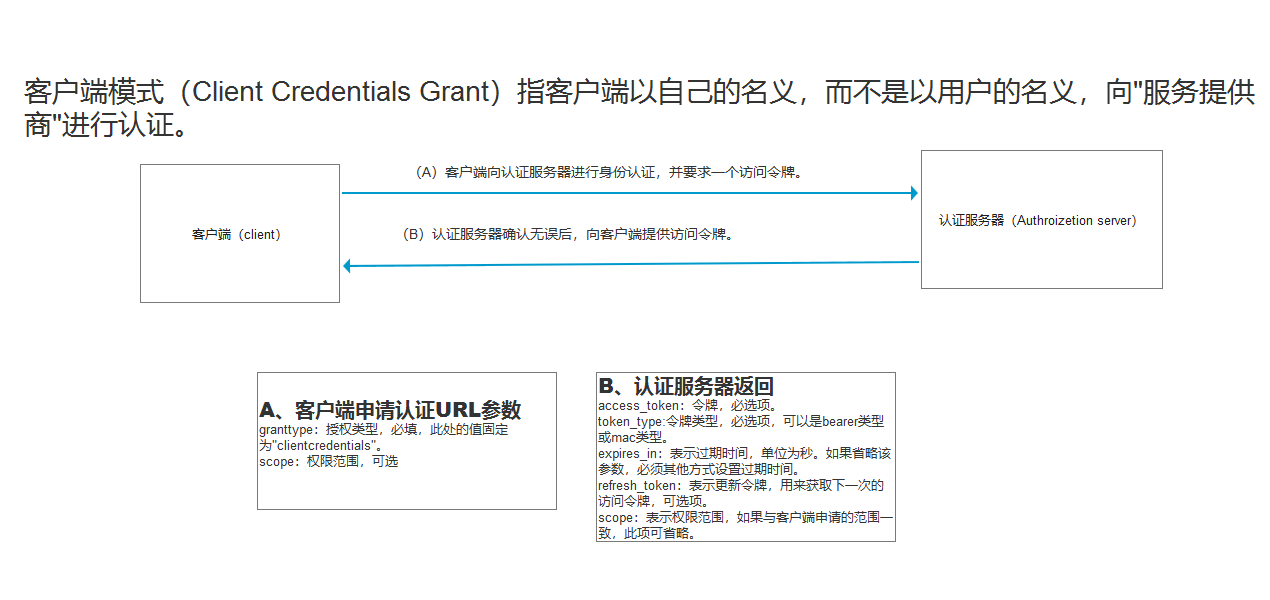 客户端模式（Client Credentials Grant）指客户端以自己的名义，而不是以用户的名义，向"服务提供
商"进行认证。
（A）客户端向认证服务器进行身份认证，并要求一个访问令牌。
客户端（client）
认证服务器（Authroizetion server）
（B）认证服务器确认无误后，向客户端提供访问令牌。
A、客户端申请认证URL参数
granttype：授权类型，必填，此处的值固定
为"clientcredentials"。
scope：权限范围，可选
B、认证服务器返回
access_token：令牌，必选项。
token_type:令牌类型，必选项，可以是bearer类型
或mac类型。
expires_in：表示过期时间，单位为秒。如果省略该
参数，必须其他方式设置过期时间。
refresh_token：表示更新令牌，用来获取下一次的
访问令牌，可选项。
scope：表示权限范围，如果与客户端申请的范围一
致，此项可省略。